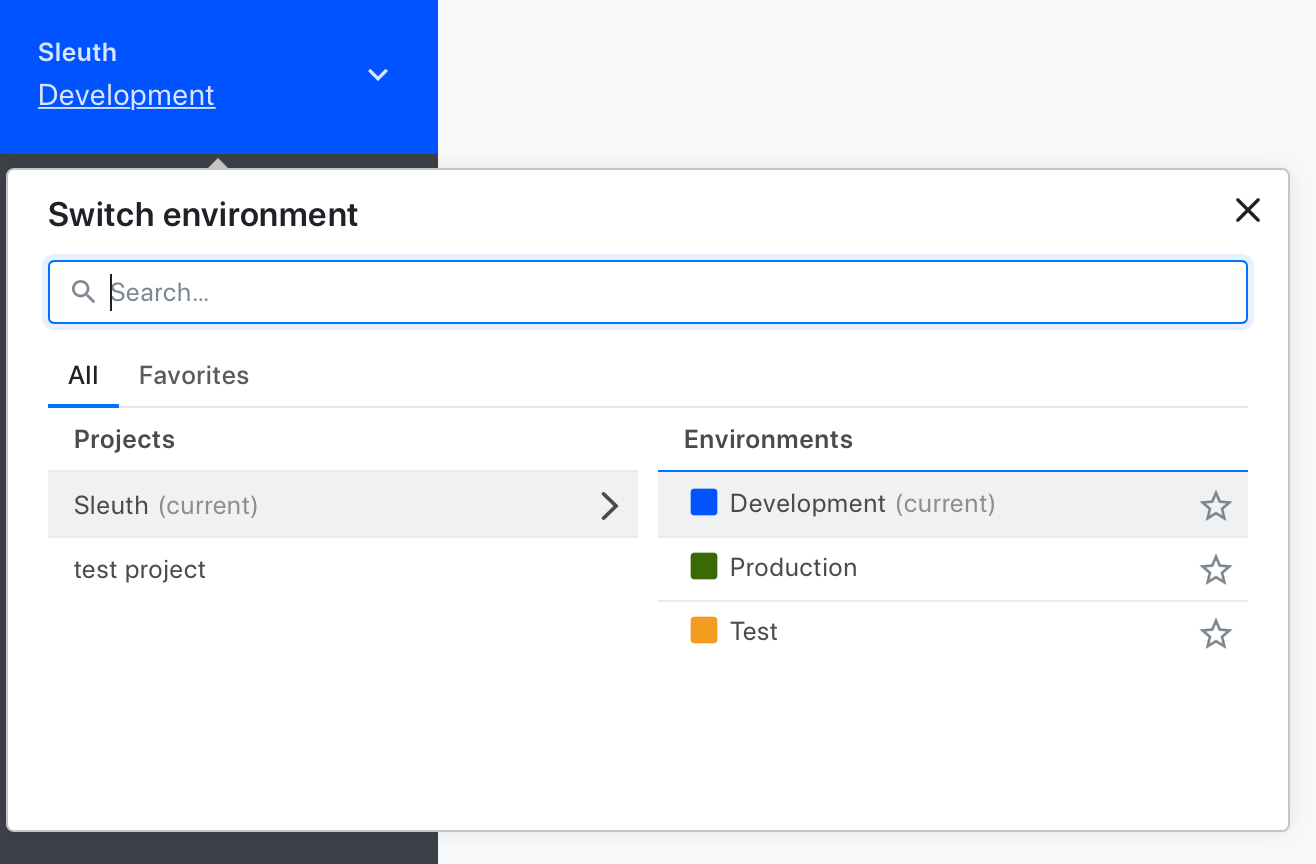 Sleuth
Development
Switch environment
Search...
All Favorites
Projects
Environments
Sleuth (current)
Development (current)
test project
Production
Test